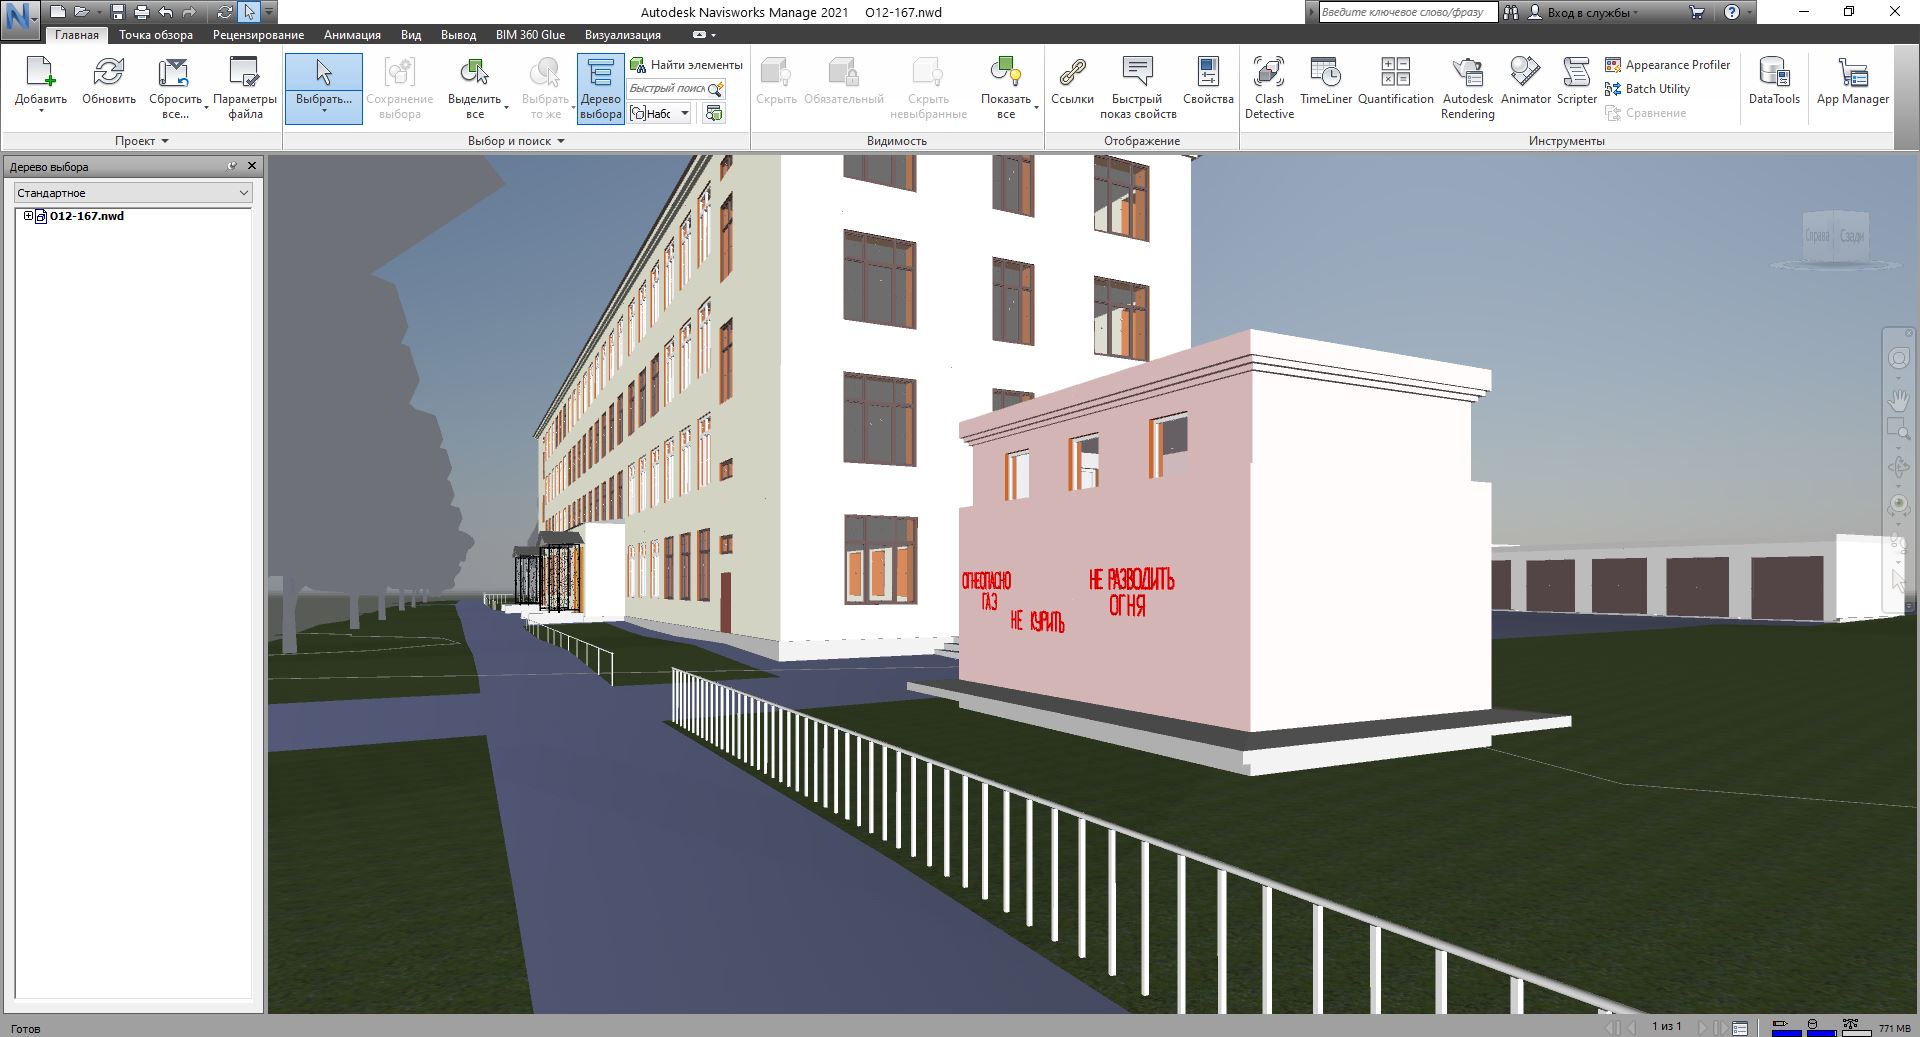 Autodesk Navisworks Manage 2021 O12-167.nwd
Введите ключевое слово/фразу
Вход в службы
Главная Точка обзора Рецензирование Анимация Вид Вывод BIM 360 Glue Визуализация
Добавить
Обновить
Сбросить все...
Параметры файла
Проект
Выбрать...
Сохранение выбора
Выделить все
Выбрать то же
Дерево выбора
Найти элементы
Быстрый поиск
Набс
Выбор и поиск
Скрыть
Обязательный
Скрыть невыбранные
Показать все
Видимость
Ссылки
Быстрый показ свойств
Свойства
Отображение
Clash Detective
TimeLiner
Quantification
Autodesk Rendering
Animator
Scripter
Appearance Profiler
Batch Utility
Сравнение
Инструменты
DataTools
App Manager
Дерево выбора
Стандартное
O12-167.nwd
Справа
Сзади
ОГНЕОПАСНО
ГАЗ
НЕ КУРИТЬ
НЕ РАЗВОДИТЬ
ОГНЯ
Готов
1 из 1
771 MB